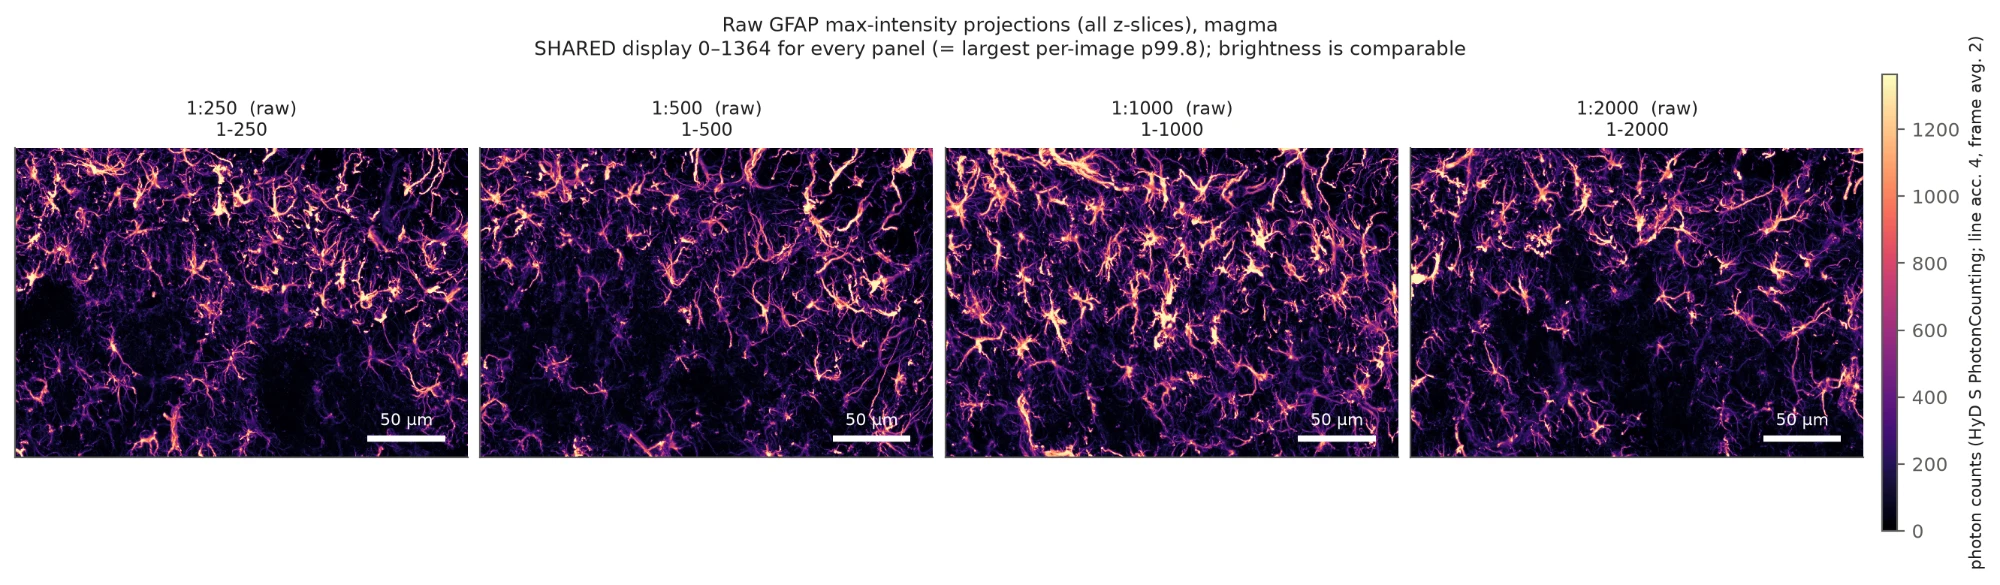 Raw GFAP max-intensity projections (all z-slices), magma
SHARED display 0–1364 for every panel (= largest per-image p99.8); brightness is comparable
1:250  (raw)
1-250
1:500  (raw)
1-500
1:1000  (raw)
1-1000
1:2000  (raw)
1-2000
50 µm
50 µm
50 µm
50 µm
1200
1000
800
600
400
200
0
photon counts (HyD S PhotonCounting; line acc. 4, frame avg. 2)